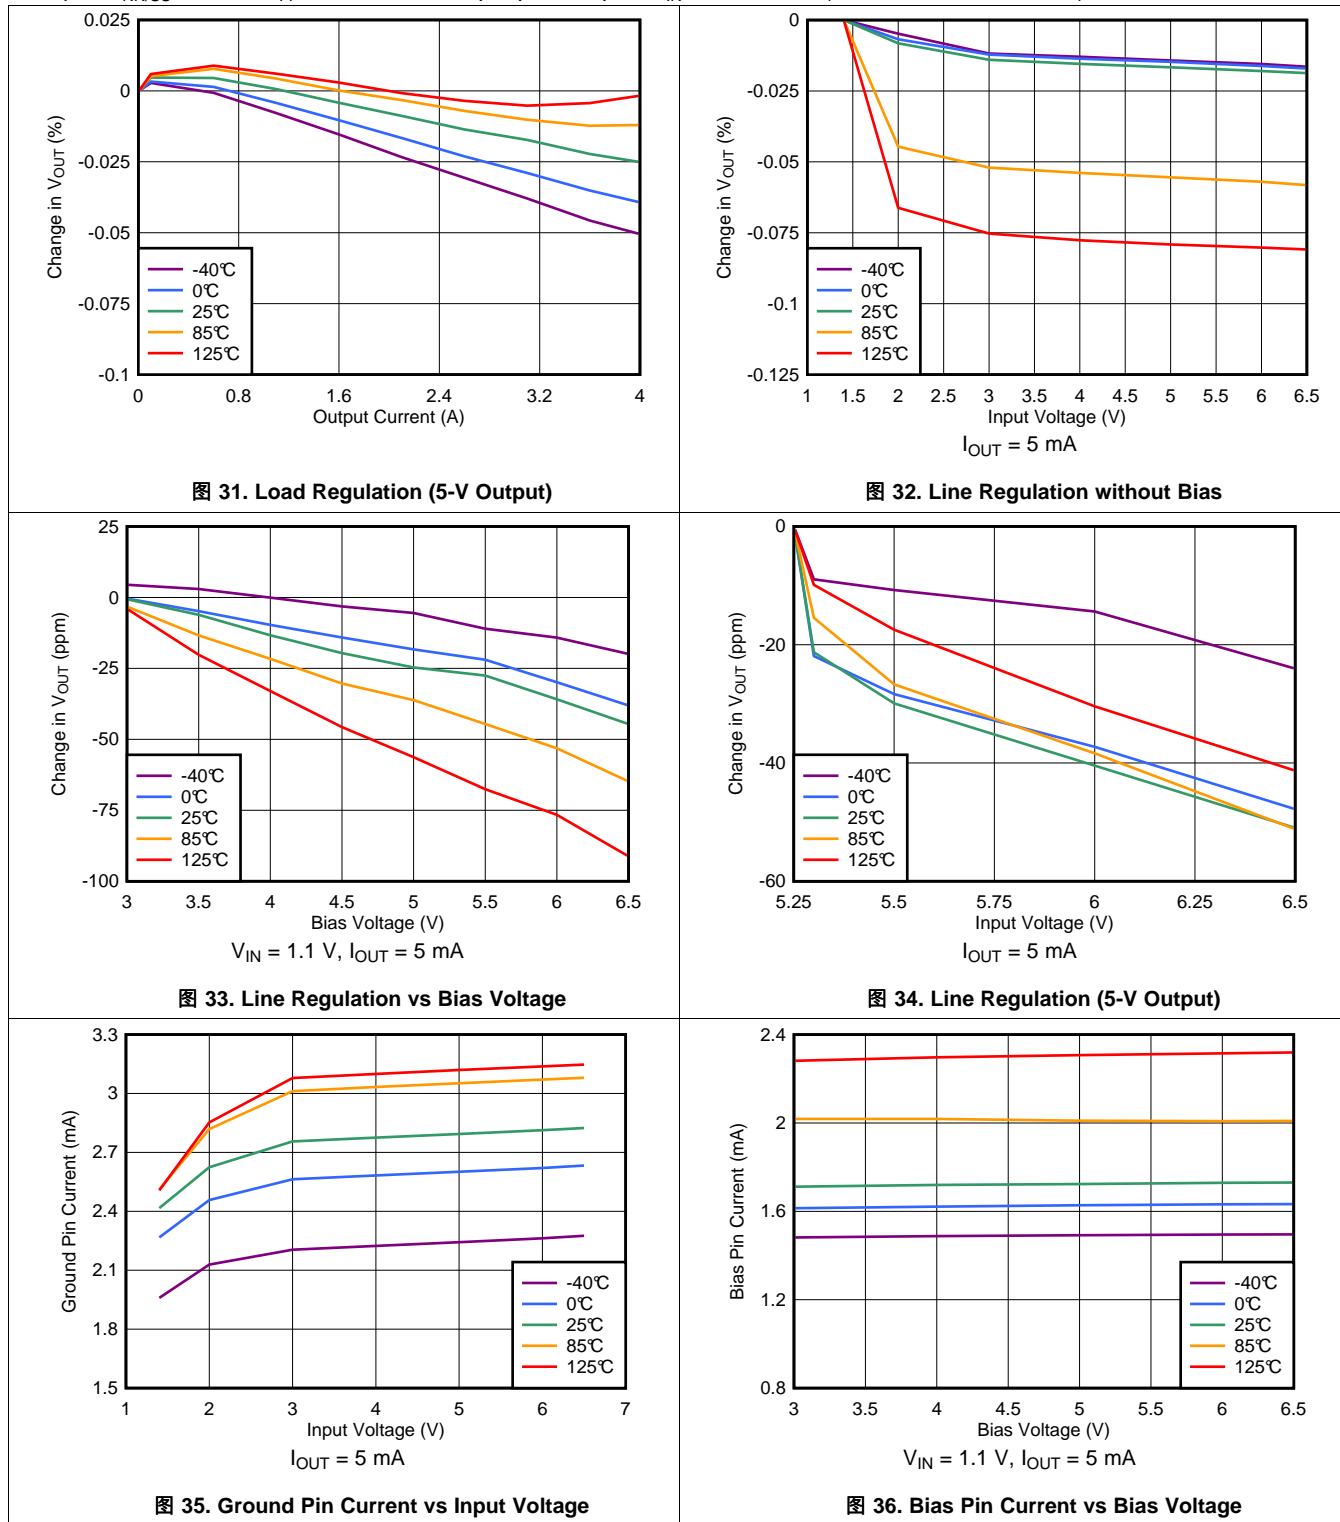 0.025
0
-0.025
-0.05
-0.075
-0.1
Change in VOUT (%)
-40°C
0°C
25°C
85°C
125°C
0 0.8 1.6 2.4 3.2 4
Output Current (A)
图 31. Load Regulation (5-V Output)
0
-0.025
-0.05
-0.075
-0.1
-0.125
Change in VOUT (%)
-40°C
0°C
25°C
85°C
125°C
1 1.5 2 2.5 3 3.5 4 4.5 5 5.5 6 6.5
Input Voltage (V)
IOUT = 5 mA
图 32. Line Regulation without Bias
25
0
-25
-50
-75
-100
Change in VOUT (ppm)
-40°C
0°C
25°C
85°C
125°C
3 3.5 4 4.5 5 5.5 6 6.5
Bias Voltage (V)
VIN = 1.1 V, IOUT = 5 mA
图 33. Line Regulation vs Bias Voltage
0
-20
-40
-60
Change in VOUT (ppm)
-40°C
0°C
25°C
85°C
125°C
5.25 5.5 5.75 6 6.25 6.5
Input Voltage (V)
IOUT = 5 mA
图 34. Line Regulation (5-V Output)
3.3
3
2.7
2.4
2.1
1.8
1.5
Ground Pin Current (mA)
-40°C
0°C
25°C
85°C
125°C
1 2 3 4 5 6 7
Input Voltage (V)
IOUT = 5 mA
图 35. Ground Pin Current vs Input Voltage
2.4
2
1.6
1.2
0.8
Bias Pin Current (mA)
-40°C
0°C
25°C
85°C
125°C
3 3.5 4 4.5 5 5.5 6 6.5
Bias Voltage (V)
VIN = 1.1 V, IOUT = 5 mA
图 36. Bias Pin Current vs Bias Voltage